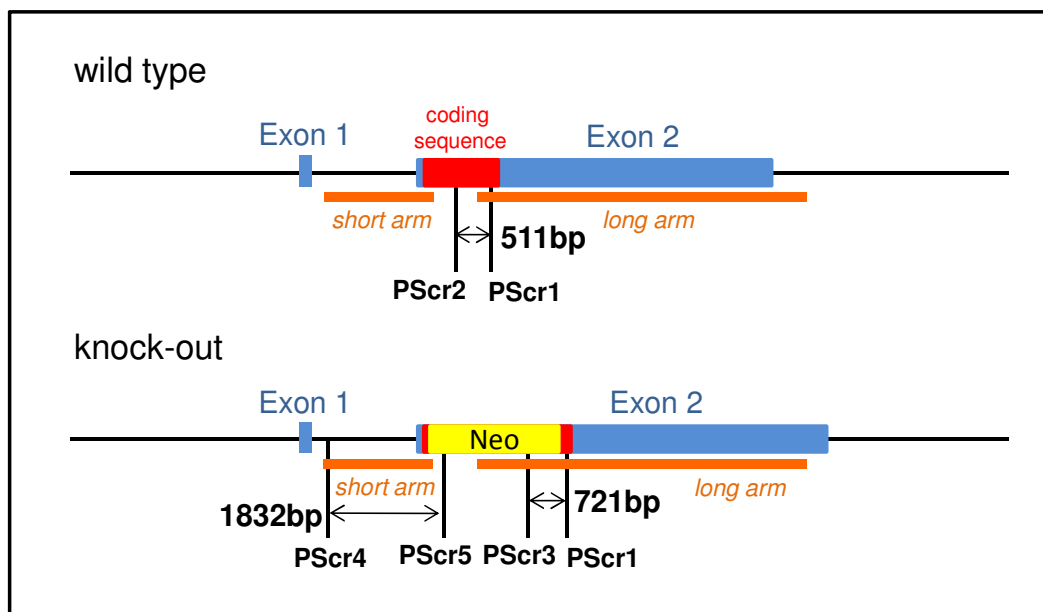 wild type
coding
sequence
Exon 1
Exon 2
short arm
long arm
511bp
PScr2
PScr1
knock-out
Exon 1
Exon 2
Neo
short arm
long arm
1832bp
721bp
PScr4
PScr5
PScr3
PScr1